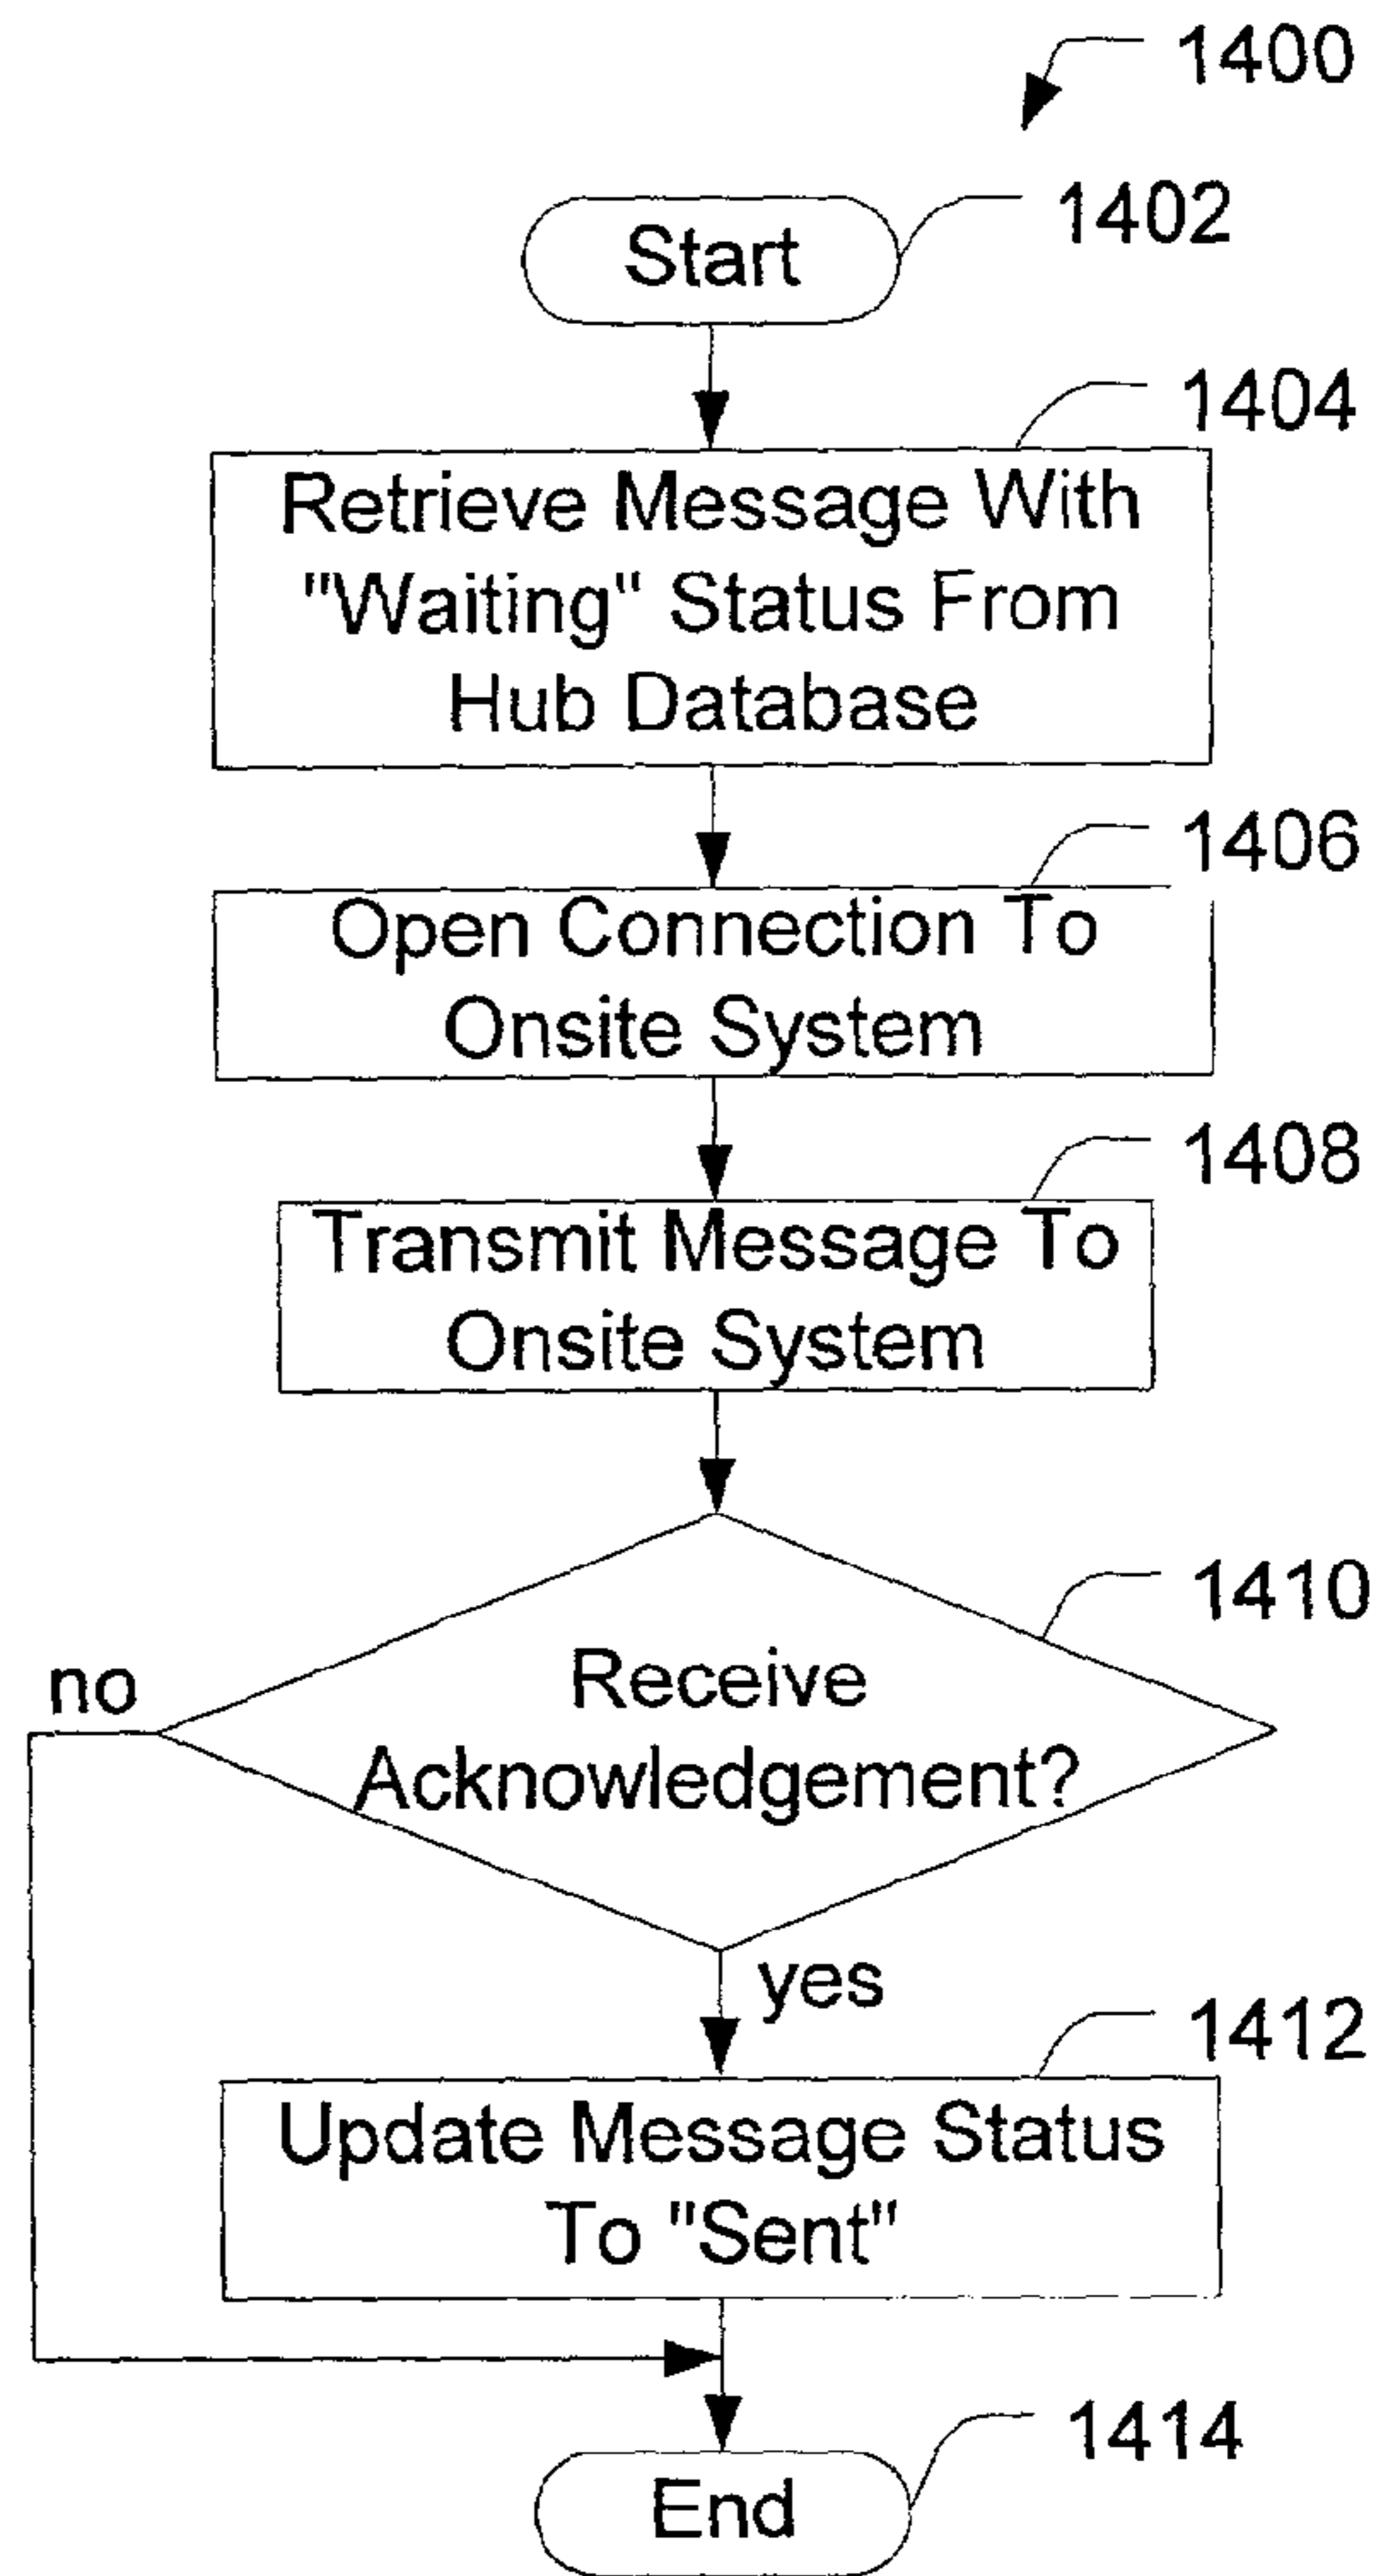 1400
1402
Start
1404
Retrieve Message With
"Waiting" Status From
Hub Database
1406
Open Connection To
Onsite System
1408
Transmit Message To
Onsite System
1410
no
Receive
Acknowledgement?
yes
1412
Update Message Status
To "Sent"
1414
End